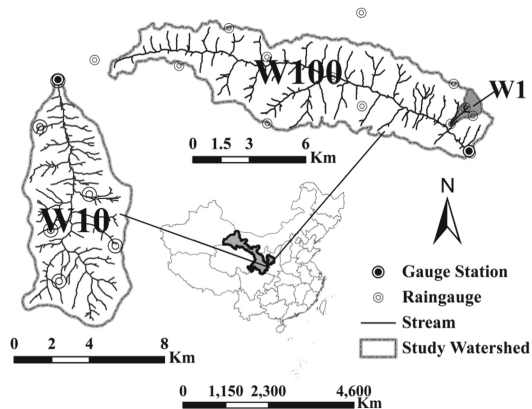 W100
W1
0 1.5 3 6
Km
N
W10
Gauge Station
Raingauge
Stream
Study Watershed
0 2 4 8
Km
0 1,150 2,300 4,600
Km